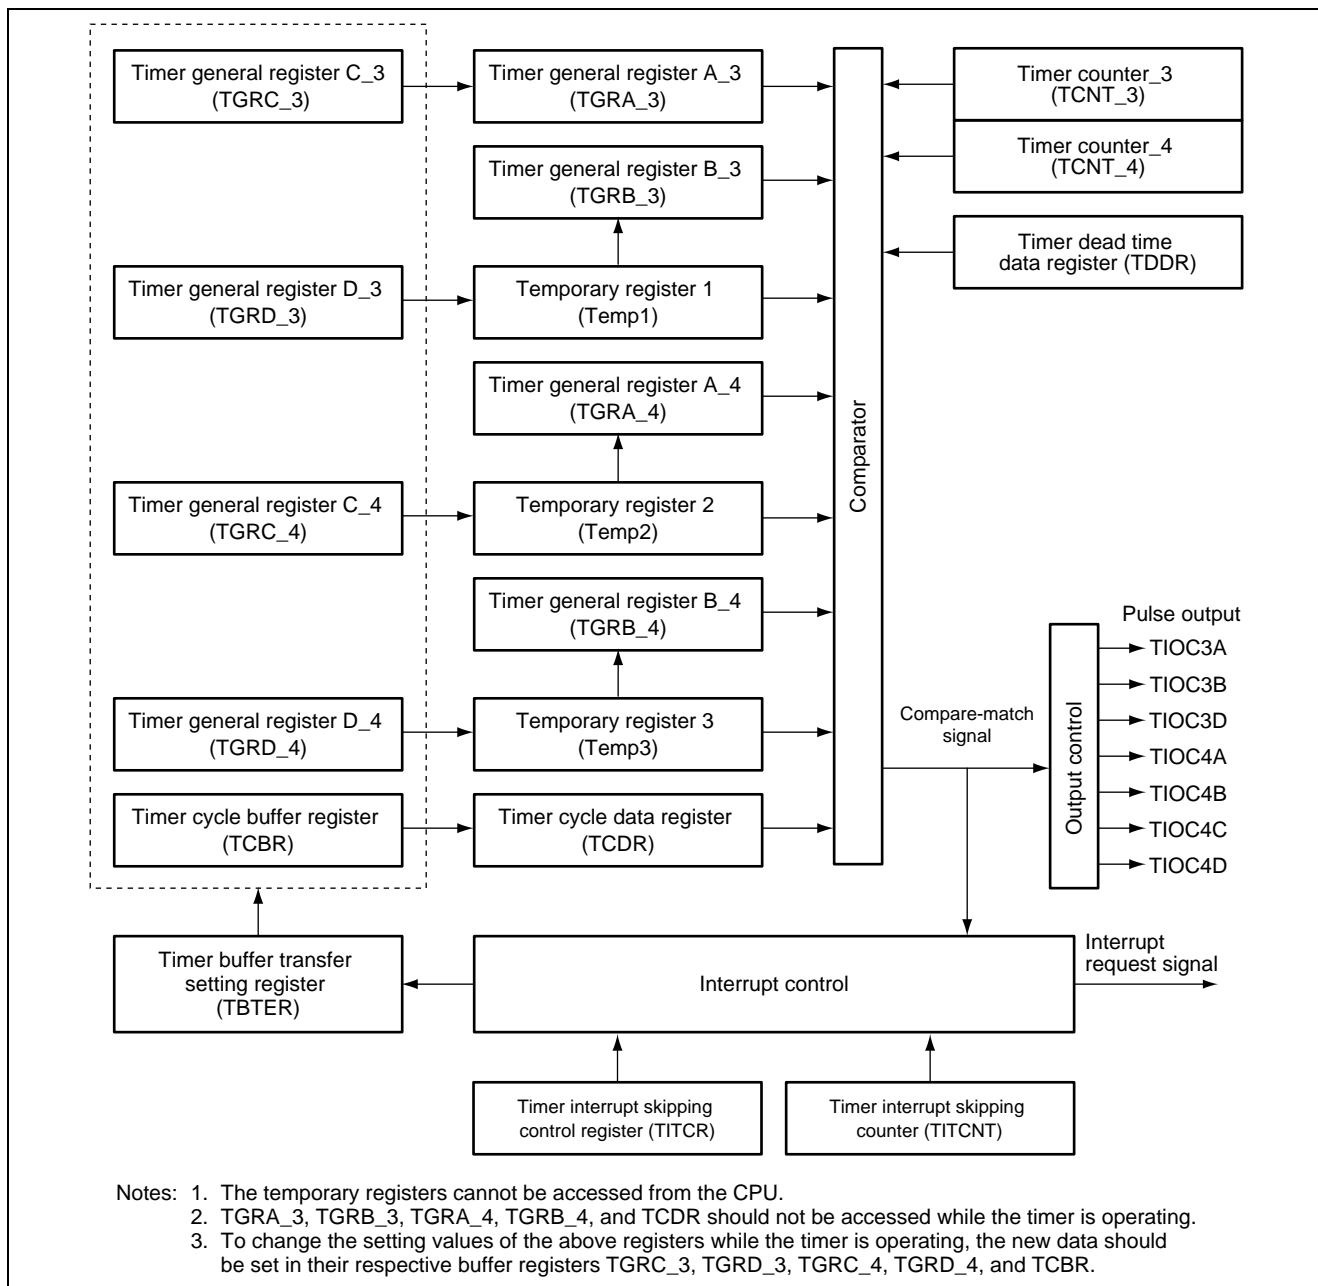 Timer general register C_3
(TGRC_3)
Timer general register A_3
(TGRA_3)
Timer counter_3
(TCNT_3)
Timer general register B_3
(TGRB_3)
Timer counter_4
(TCNT_4)
Timer general register D_3
(TGRD_3)
Temporary register 1
(Temp1)
Timer dead time
data register (TDDR)
Timer general register A_4
(TGRA_4)
Comparator
Timer general register C_4
(TGRC_4)
Temporary register 2
(Temp2)
Timer general register B_4
(TGRB_4)
Timer general register D_4
(TGRD_4)
Temporary register 3
(Temp3)
Timer cycle buffer register
(TCBR)
Timer cycle data register
(TCDR)
Compare-match
signal
Output control
Pulse output
TIOC3A
TIOC3B
TIOC3D
TIOC4A
TIOC4B
TIOC4C
TIOC4D
Timer buffer transfer
setting register
(TBTER)
Interrupt control
Interrupt
request signal
Timer interrupt skipping
control register (TITCR)
Timer interrupt skipping
counter (TITCNT)
Notes: 1. The temporary registers cannot be accessed from the CPU.
2. TGRA_3, TGRB_3, TGRA_4, TGRB_4, and TCDR should not be accessed while the timer is operating.
3. To change the setting values of the above registers while the timer is operating, the new data should
be set in their respective buffer registers TGRC_3, TGRD_3, TGRC_4, TGRD_4, and TCBR.